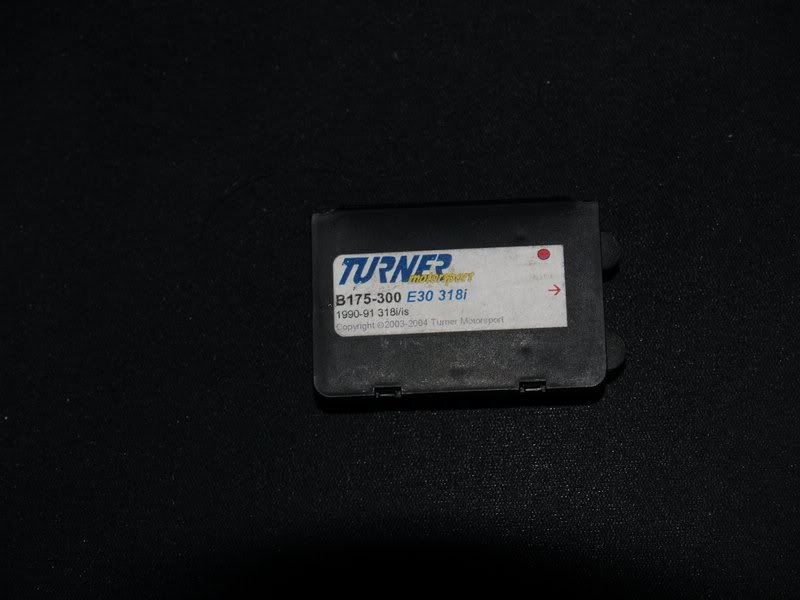 TURNER
motorsport
B175-300 E30 318i
1990-91 318i/is
Copyright ©2003-2004 Turner Motorsport